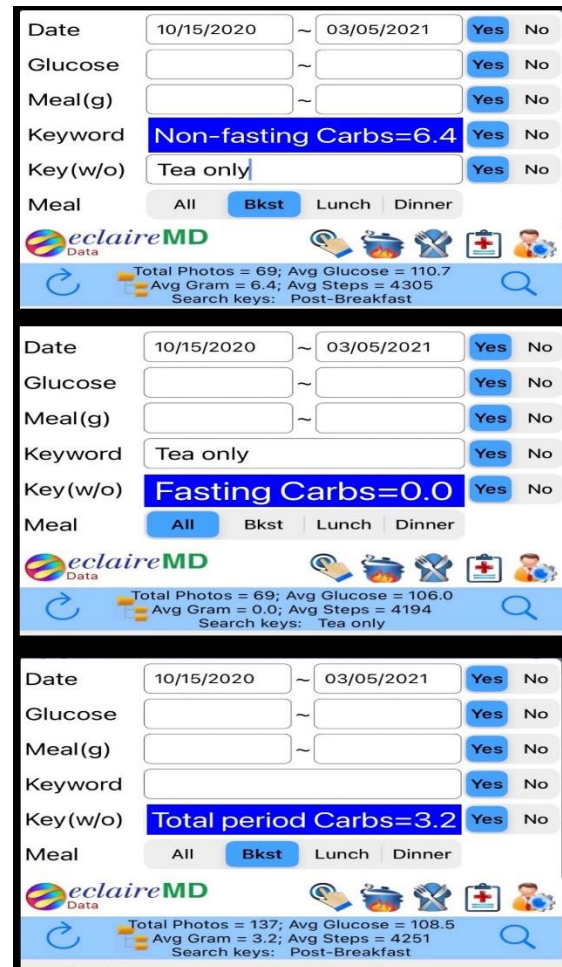 Date 10/15/2020 ~ 03/05/2021 Yes No
Glucose ~ Yes No
Meal(g) ~ Yes No
Keyword Non-fasting Carbs=6.4 Yes No
Key(w/o) Tea only Yes No
Meal All Bkst Lunch Dinner
eclaireMD
Data
Total Photos = 69; Avg Glucose = 110.7
Avg Gram = 6.4; Avg Steps = 4305
Search keys: Post-Breakfast
Date 10/15/2020 ~ 03/05/2021 Yes No
Glucose ~ Yes No
Meal(g) ~ Yes No
Keyword Tea only Yes No
Key(w/o) Fasting Carbs=0.0 Yes No
Meal All Bkst Lunch Dinner
eclaireMD
Data
Total Photos = 69; Avg Glucose = 106.0
Avg Gram = 0.0; Avg Steps = 4194
Search keys: Tea only
Date 10/15/2020 ~ 03/05/2021 Yes No
Glucose ~ Yes No
Meal(g) ~ Yes No
Keyword Yes No
Key(w/o) Total period Carbs=3.2 Yes No
Meal All Bkst Lunch Dinner
eclaireMD
Data
Total Photos = 137; Avg Glucose = 108.5
Avg Gram = 3.2; Avg Steps = 4251
Search keys: Post-Breakfast